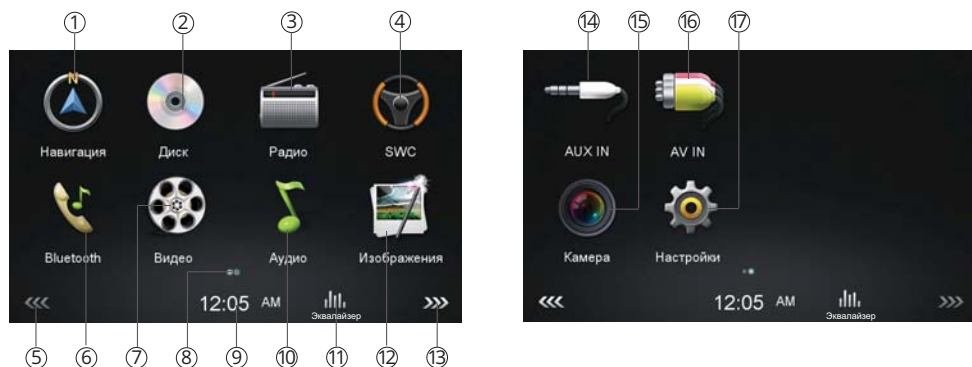 ① ② ③ ④
N
Навигация Диск Радио SWC
Bluetooth Видео Аудио Изображения
12:05 AM
Эквалайзер
⑤ ⑥ ⑦ ⑧ ⑨ ⑩ ⑪ ⑫ ⑬
⑭ ⑯ ⑮ ⑰
AUX IN AV IN
Камера Настройки
12:05 AM
Эквалайзер